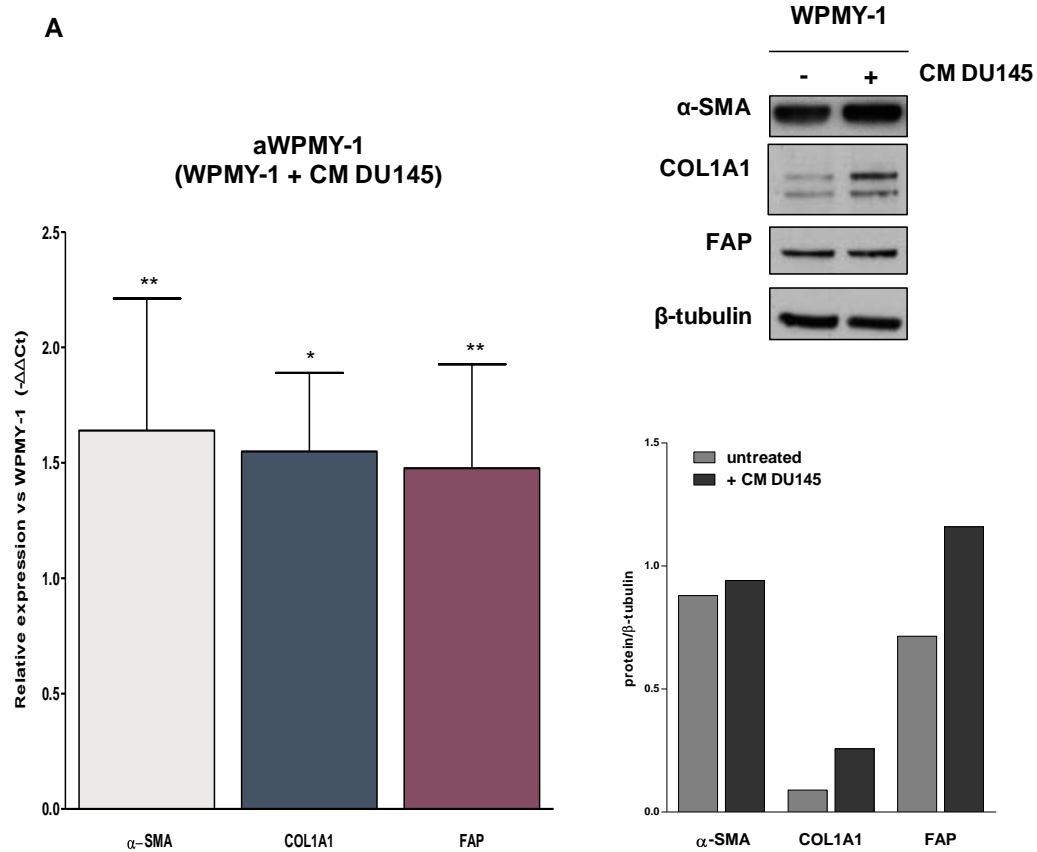 A
aWPMY-1
(WPMY-1 + CM DU145)
Relative expression vs WPMY-1 (-ΔΔCt)
2.5
2.0
1.5
1.0
0.5
0.0
**
*
**
α–SMA COL1A1 FAP
WPMY-1
- + CM DU145
α-SMA
COL1A1
FAP
β-tubulin
protein/β-tubulin
1.5
1.0
0.5
0.0
untreated
+ CM DU145
α-SMA COL1A1 FAP